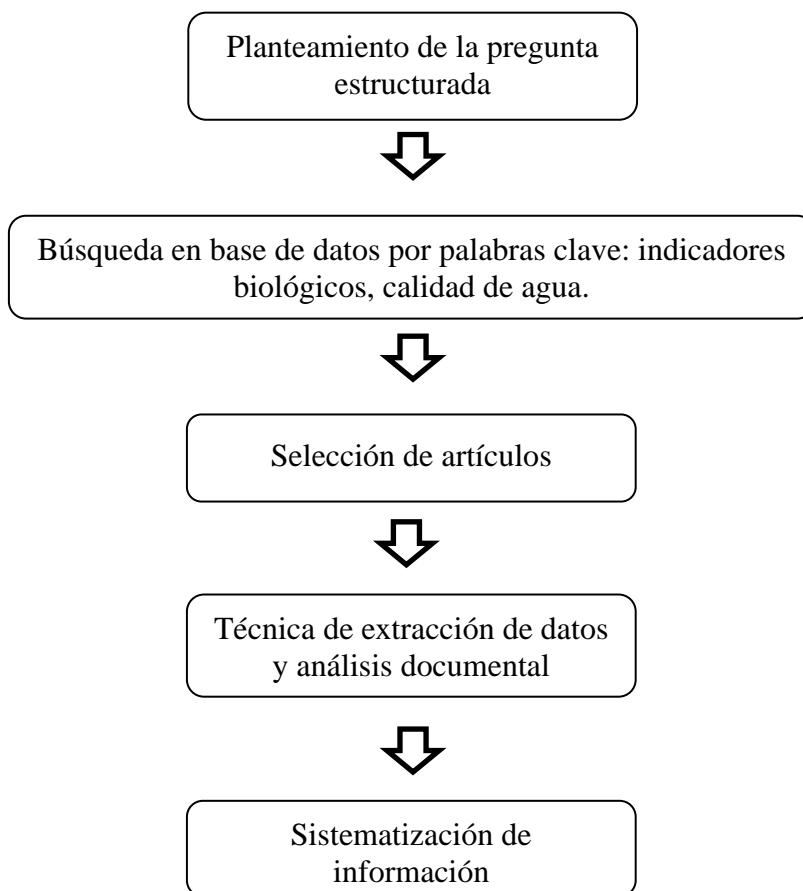 Planteamiento de la pregunta
estructurada
Búsqueda en base de datos por palabras clave: indicadores
biológicos, calidad de agua.
Selección de artículos
Técnica de extracción de datos
y análisis documental
Sistematización de
información